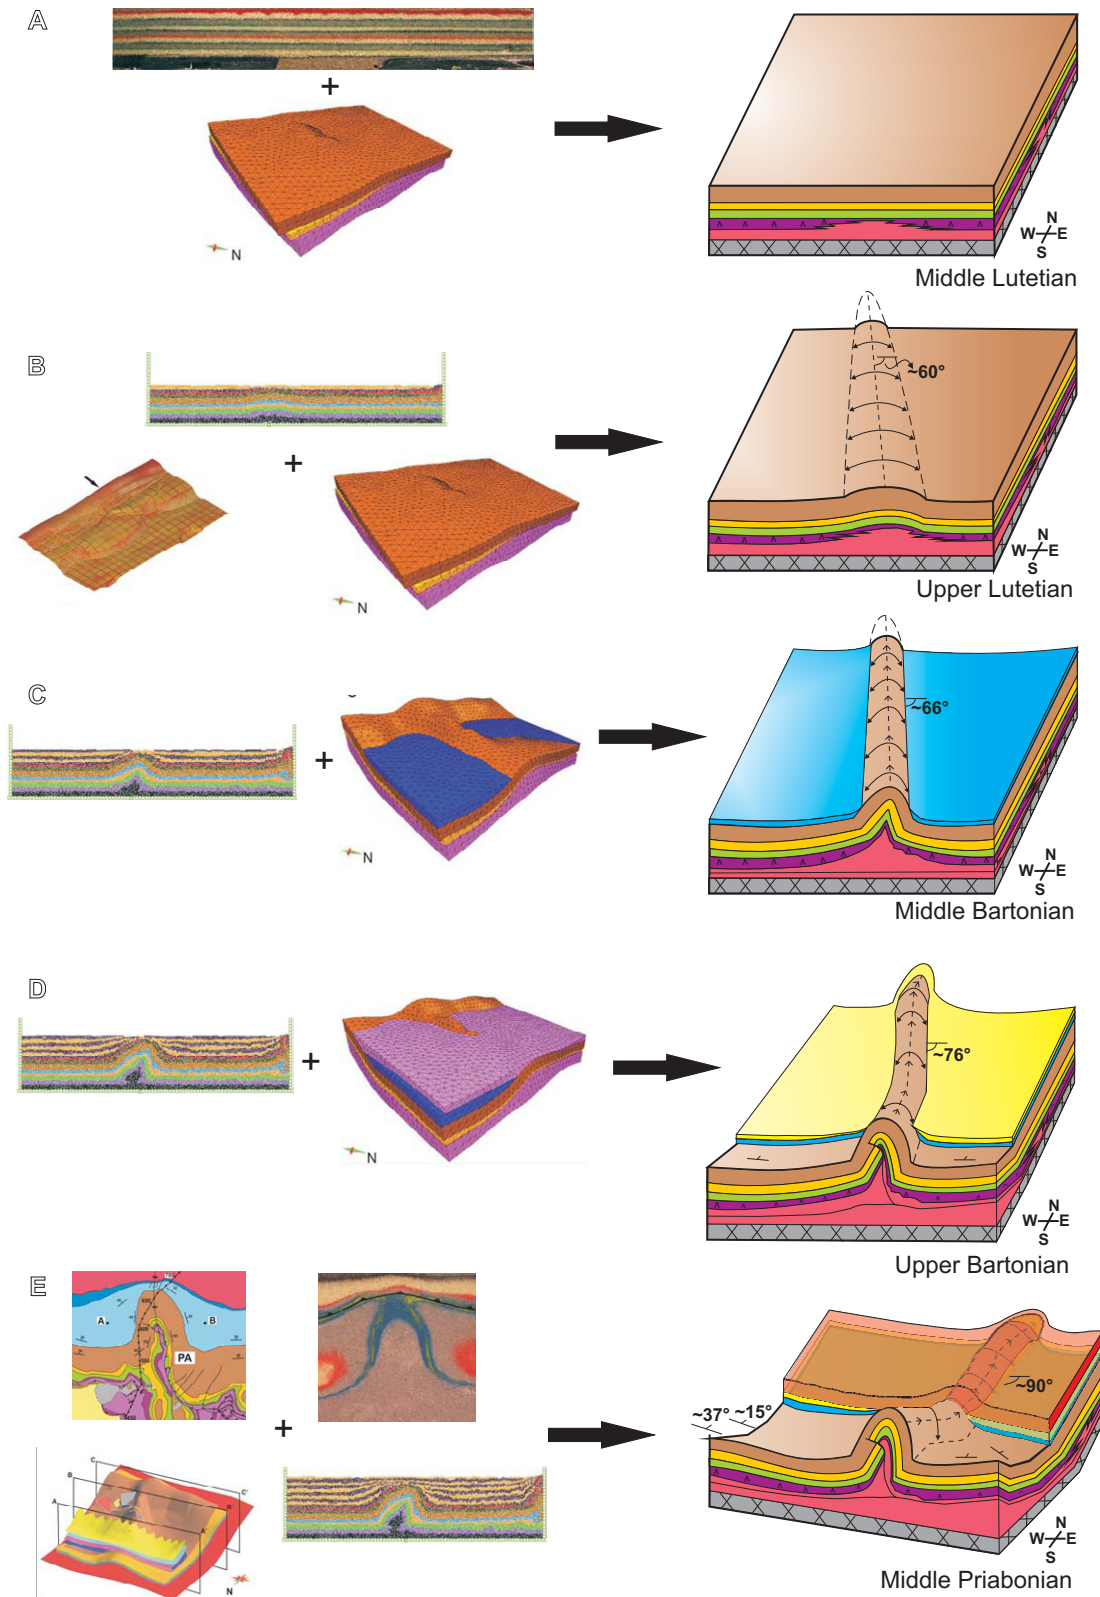 A
+
N
N
W E
S
Middle Lutetian
B
~60°
+
N
N
W E
S
Upper Lutetian
C
~66°
+
N
N
W E
S
Middle Bartonian
D
~76°
+
N
N
W E
S
Upper Bartonian
E
A B
PA
~90°
~37° ~15°
+
C
B
A
C'
A'
N
N
W E
S
Middle Priabonian